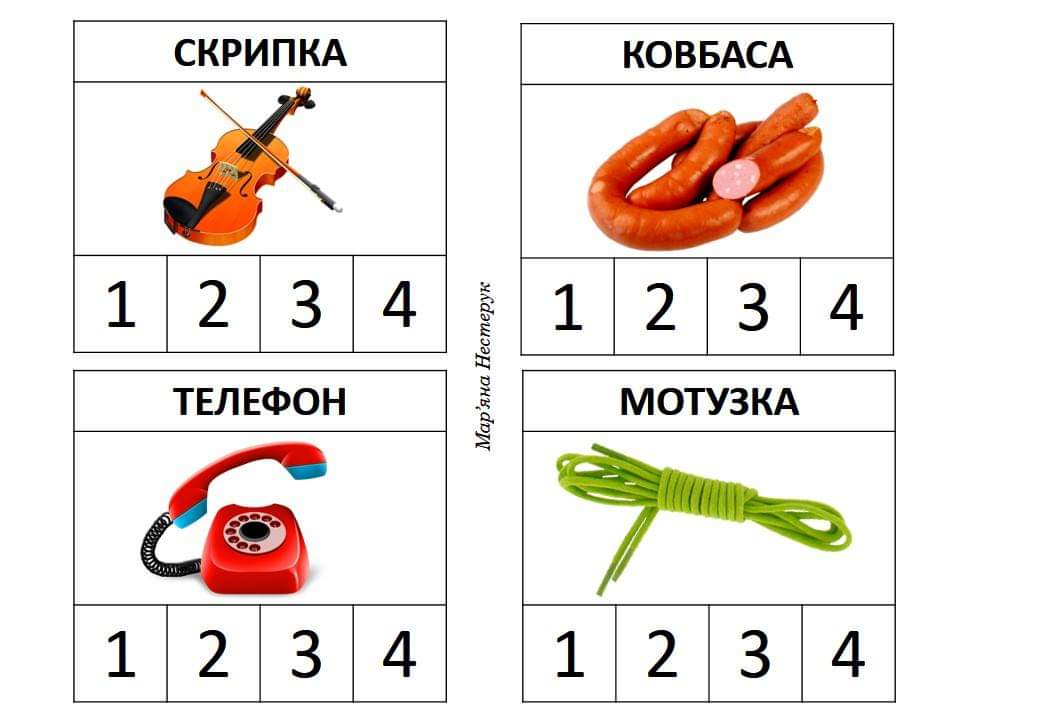 СКРИПКА
1 2 3 4
КОВБАСА
1 2 3 4
Мар’яна Нестерук
ТЕЛЕФОН
1 2 3 4
МОТУЗКА
1 2 3 4